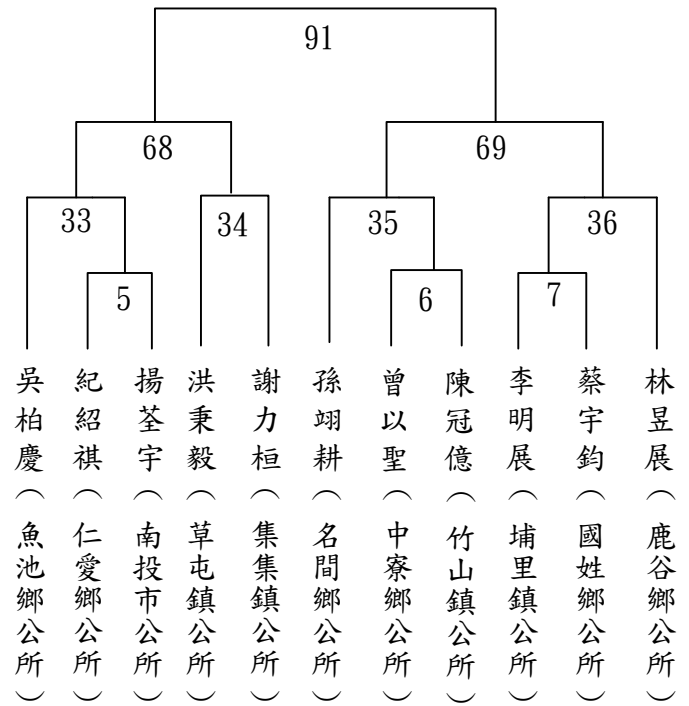 91
68
69
33
34
35
36
5
6
7
吳柏慶（魚池鄉公所）
紀紹祺（仁愛鄉公所）
揚荃宇（南投市公所）
洪秉毅（草屯鎮公所）
謝力桓（集集鎮公所）
孫翊耕（名間鄉公所）
曾以聖（中寮鄉公所）
陳冠億（竹山鎮公所）
李明展（埔里鎮公所）
蔡宇鈞（國姓鄉公所）
林昱展（鹿谷鄉公所）